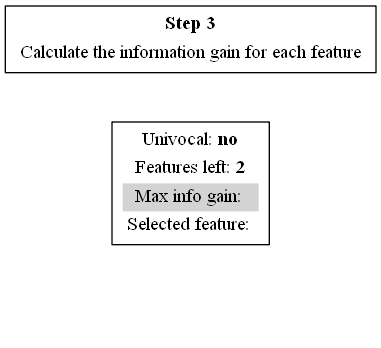 Step 3
Calculate the information gain for each feature
Univocal: no
Features left: 2
Max info gain:
Selected feature: